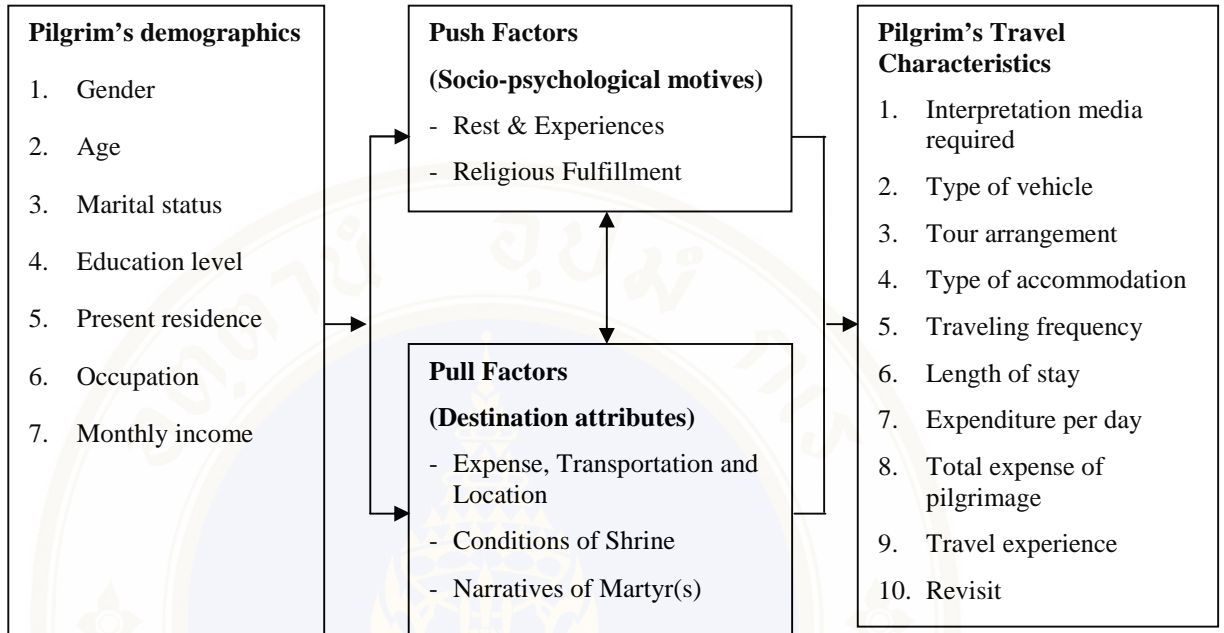 Pilgrim's demographics
1. Gender
2. Age
3. Marital status
4. Education level
5. Present residence
6. Occupation
7. Monthly income
Push Factors
(Socio-psychological motives)
- Rest & Experiences
- Religious Fulfillment
Pull Factors
(Destination attributes)
- Expense, Transportation and
Location
- Conditions of Shrine
- Narratives of Martyr(s)
Pilgrim's Travel
Characteristics
1. Interpretation media
required
2. Type of vehicle
3. Tour arrangement
4. Type of accommodation
5. Traveling frequency
6. Length of stay
7. Expenditure per day
8. Total expense of
pilgrimage
9. Travel experience
10. Revisit